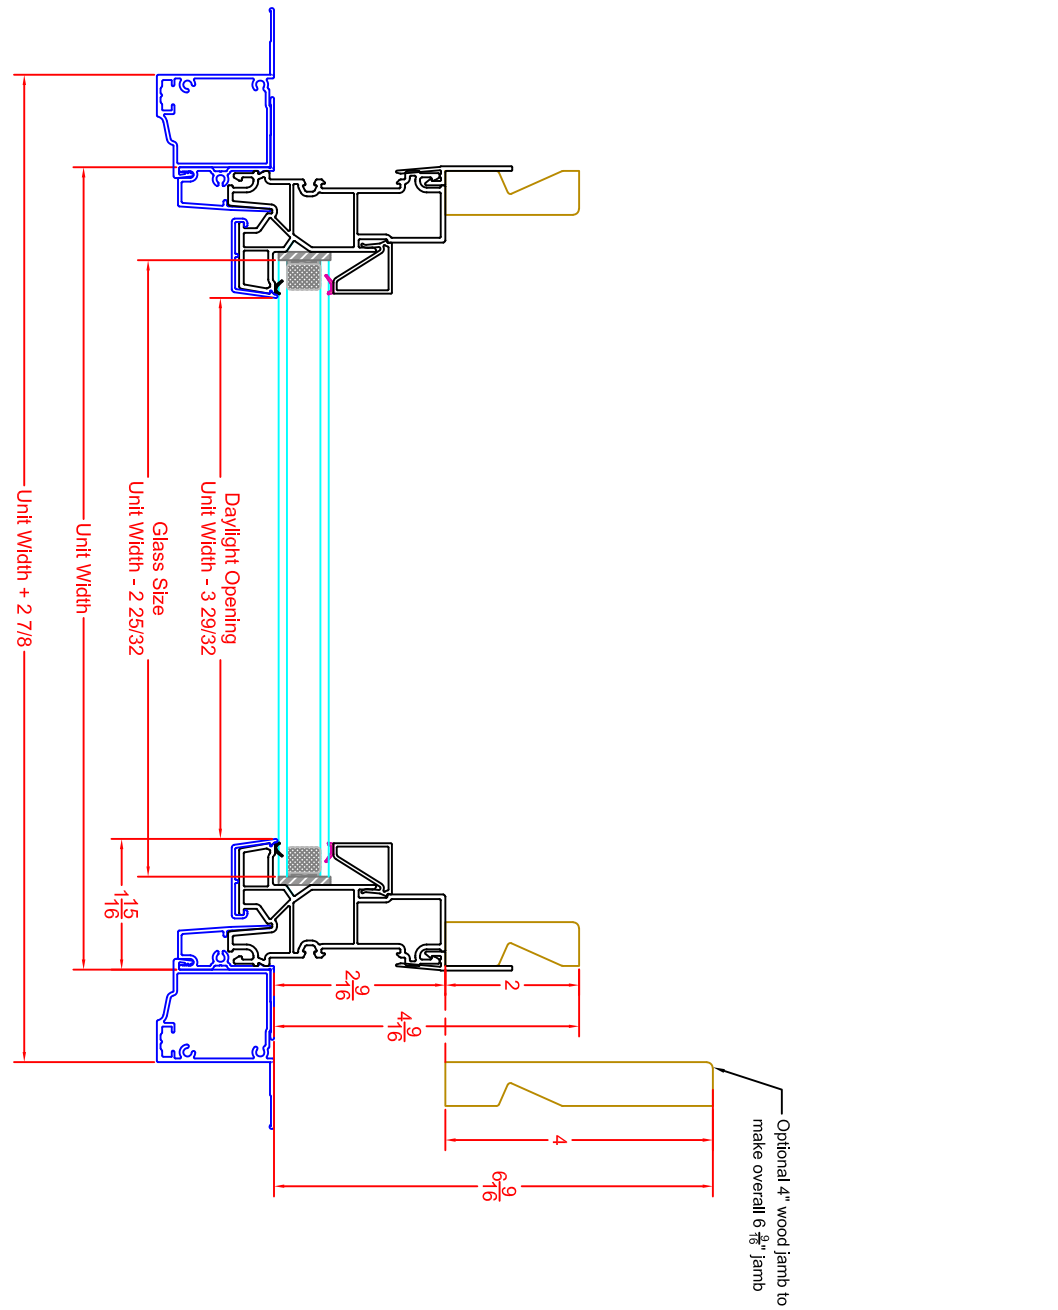 Optional 4" wood jamb to
make overall 6 9/16" jamb
2
2 9/16
4 9/16
4
6 9/16
1 15/16
Daylight Opening
Unit Width - 3 29/32
Glass Size
Unit Width - 2 25/32
Unit Width
Unit Width + 2 7/8